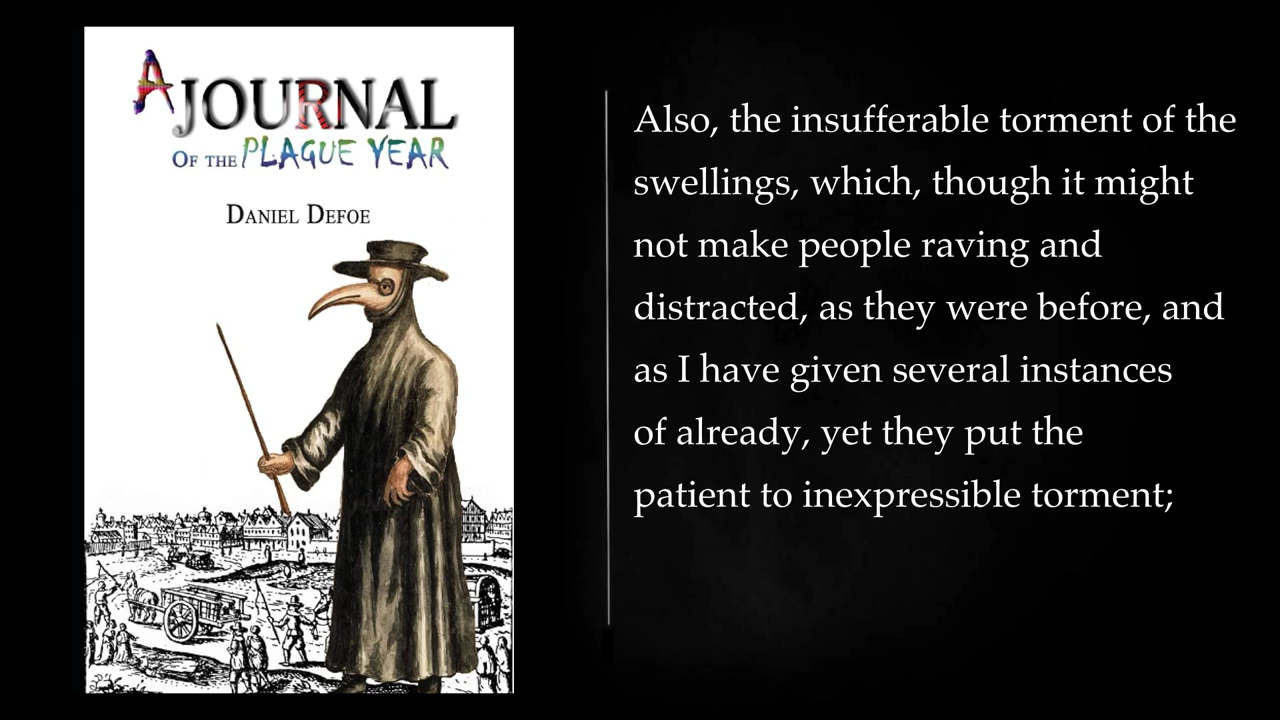 A JOURNAL
OF THE PLAGUE YEAR
DANIEL DEFOE
Also, the insufferable torment of the
swellings, which, though it might
not make people raving and
distracted, as they were before, and
as I have given several instances
of already, yet they put the
patient to inexpressible torment;